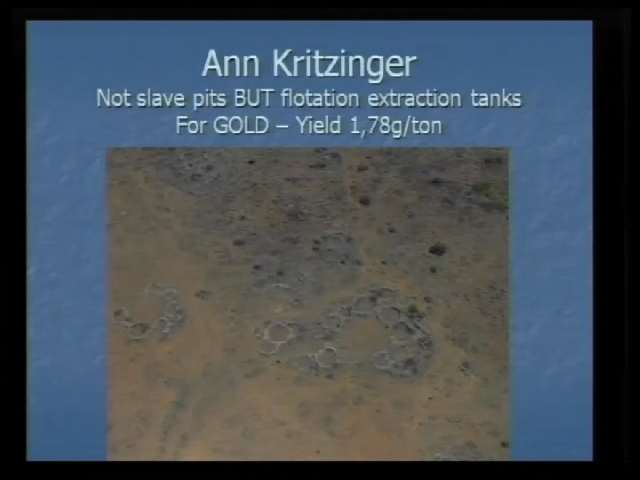 Ann Kritzinger
Not slave pits BUT flotation extraction tanks
For GOLD – Yield 1,78g/ton